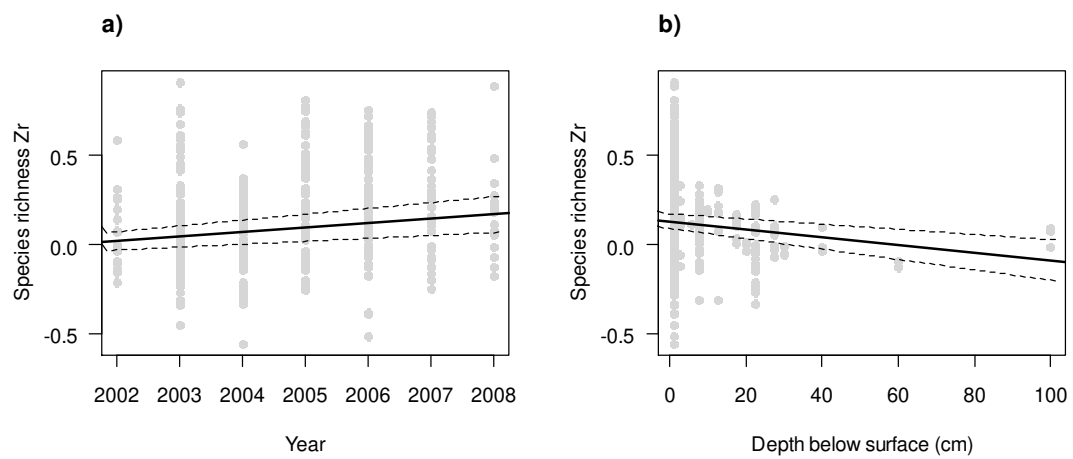 a)
Species richness Zr
0.5
0.0
-0.5
2002 2003 2004 2005 2006 2007 2008
Year
b)
Species richness Zr
0.5
0.0
-0.5
0 20 40 60 80 100
Depth below surface (cm)